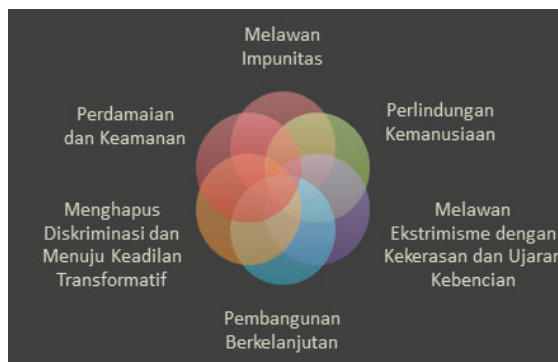 Melawan
Impunitas
Perlindungan
Kemanusiaan
Melawan
Ekstrimisme dengan
Kekerasan dan Ujaran
Kebencian
Pembangunan
Berkelanjutan
Menghapus
Diskriminasi dan
Menuju Keadilan
Transformatif
Perdamaian
dan Keamanan